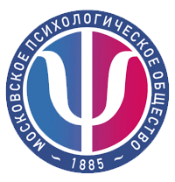 МОСКОВСКОЕ ПСИХОЛОГИЧЕСКОЕ ОБЩЕСТВО
~ 1885 ~
Ψ